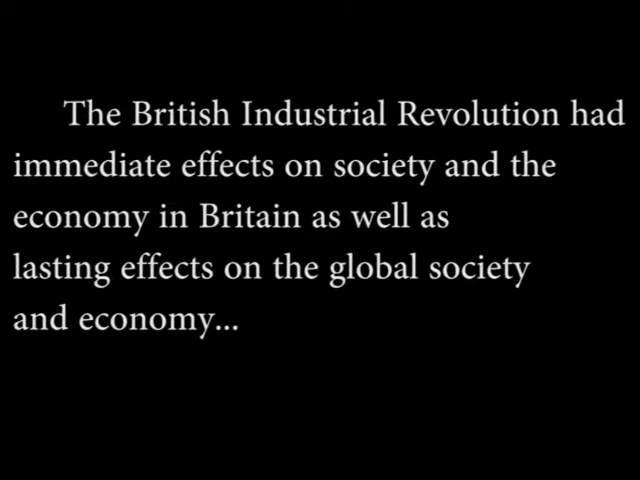 The British Industrial Revolution had
immediate effects on society and the
economy in Britain as well as
lasting effects on the global society
and economy...